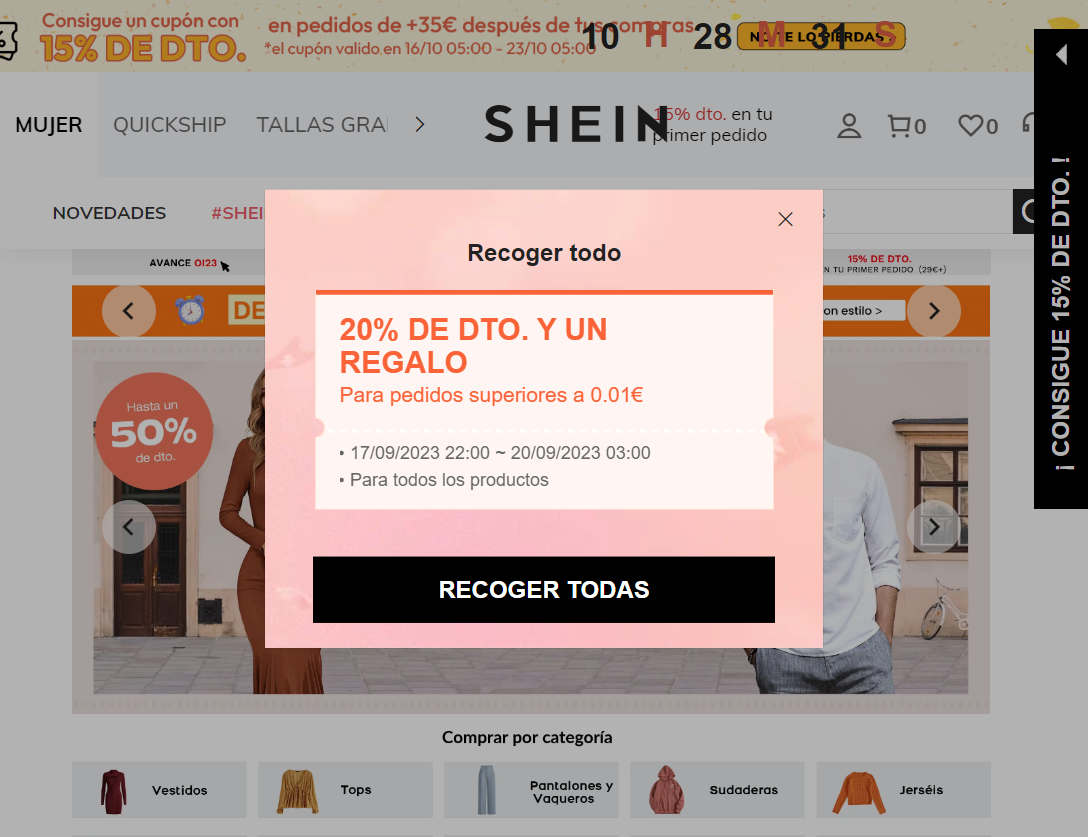 Consigue un cupón con
15% DE DTO.
en pedidos de +35€ después de tus compras
*el cupón valido en 16/10 05:00 - 23/10 05:00
10 H 28 M 31 S
NO TE LO PIERDAS
MUJER
QUICKSHIP
TALLAS GRA
SHEIN
15% dto. en tu
primer pedido
0
0
¡ CONSIGUE 15% DE DTO. !
NOVEDADES
#SHEI
AVANCE OI23
15% DE DTO.
N TU PRIMER PEDIDO (29€+)
DE
on estilo >
Hasta un
50%
de dto.
Recoger todo
20% DE DTO. Y UN
REGALO
Para pedidos superiores a 0.01€
• 17/09/2023 22:00 ~ 20/09/2023 03:00
• Para todos los productos
RECOGER TODAS
Comprar por categoría
Vestidos
Tops
Pantalones y
Vaqueros
Sudaderas
Jerséis